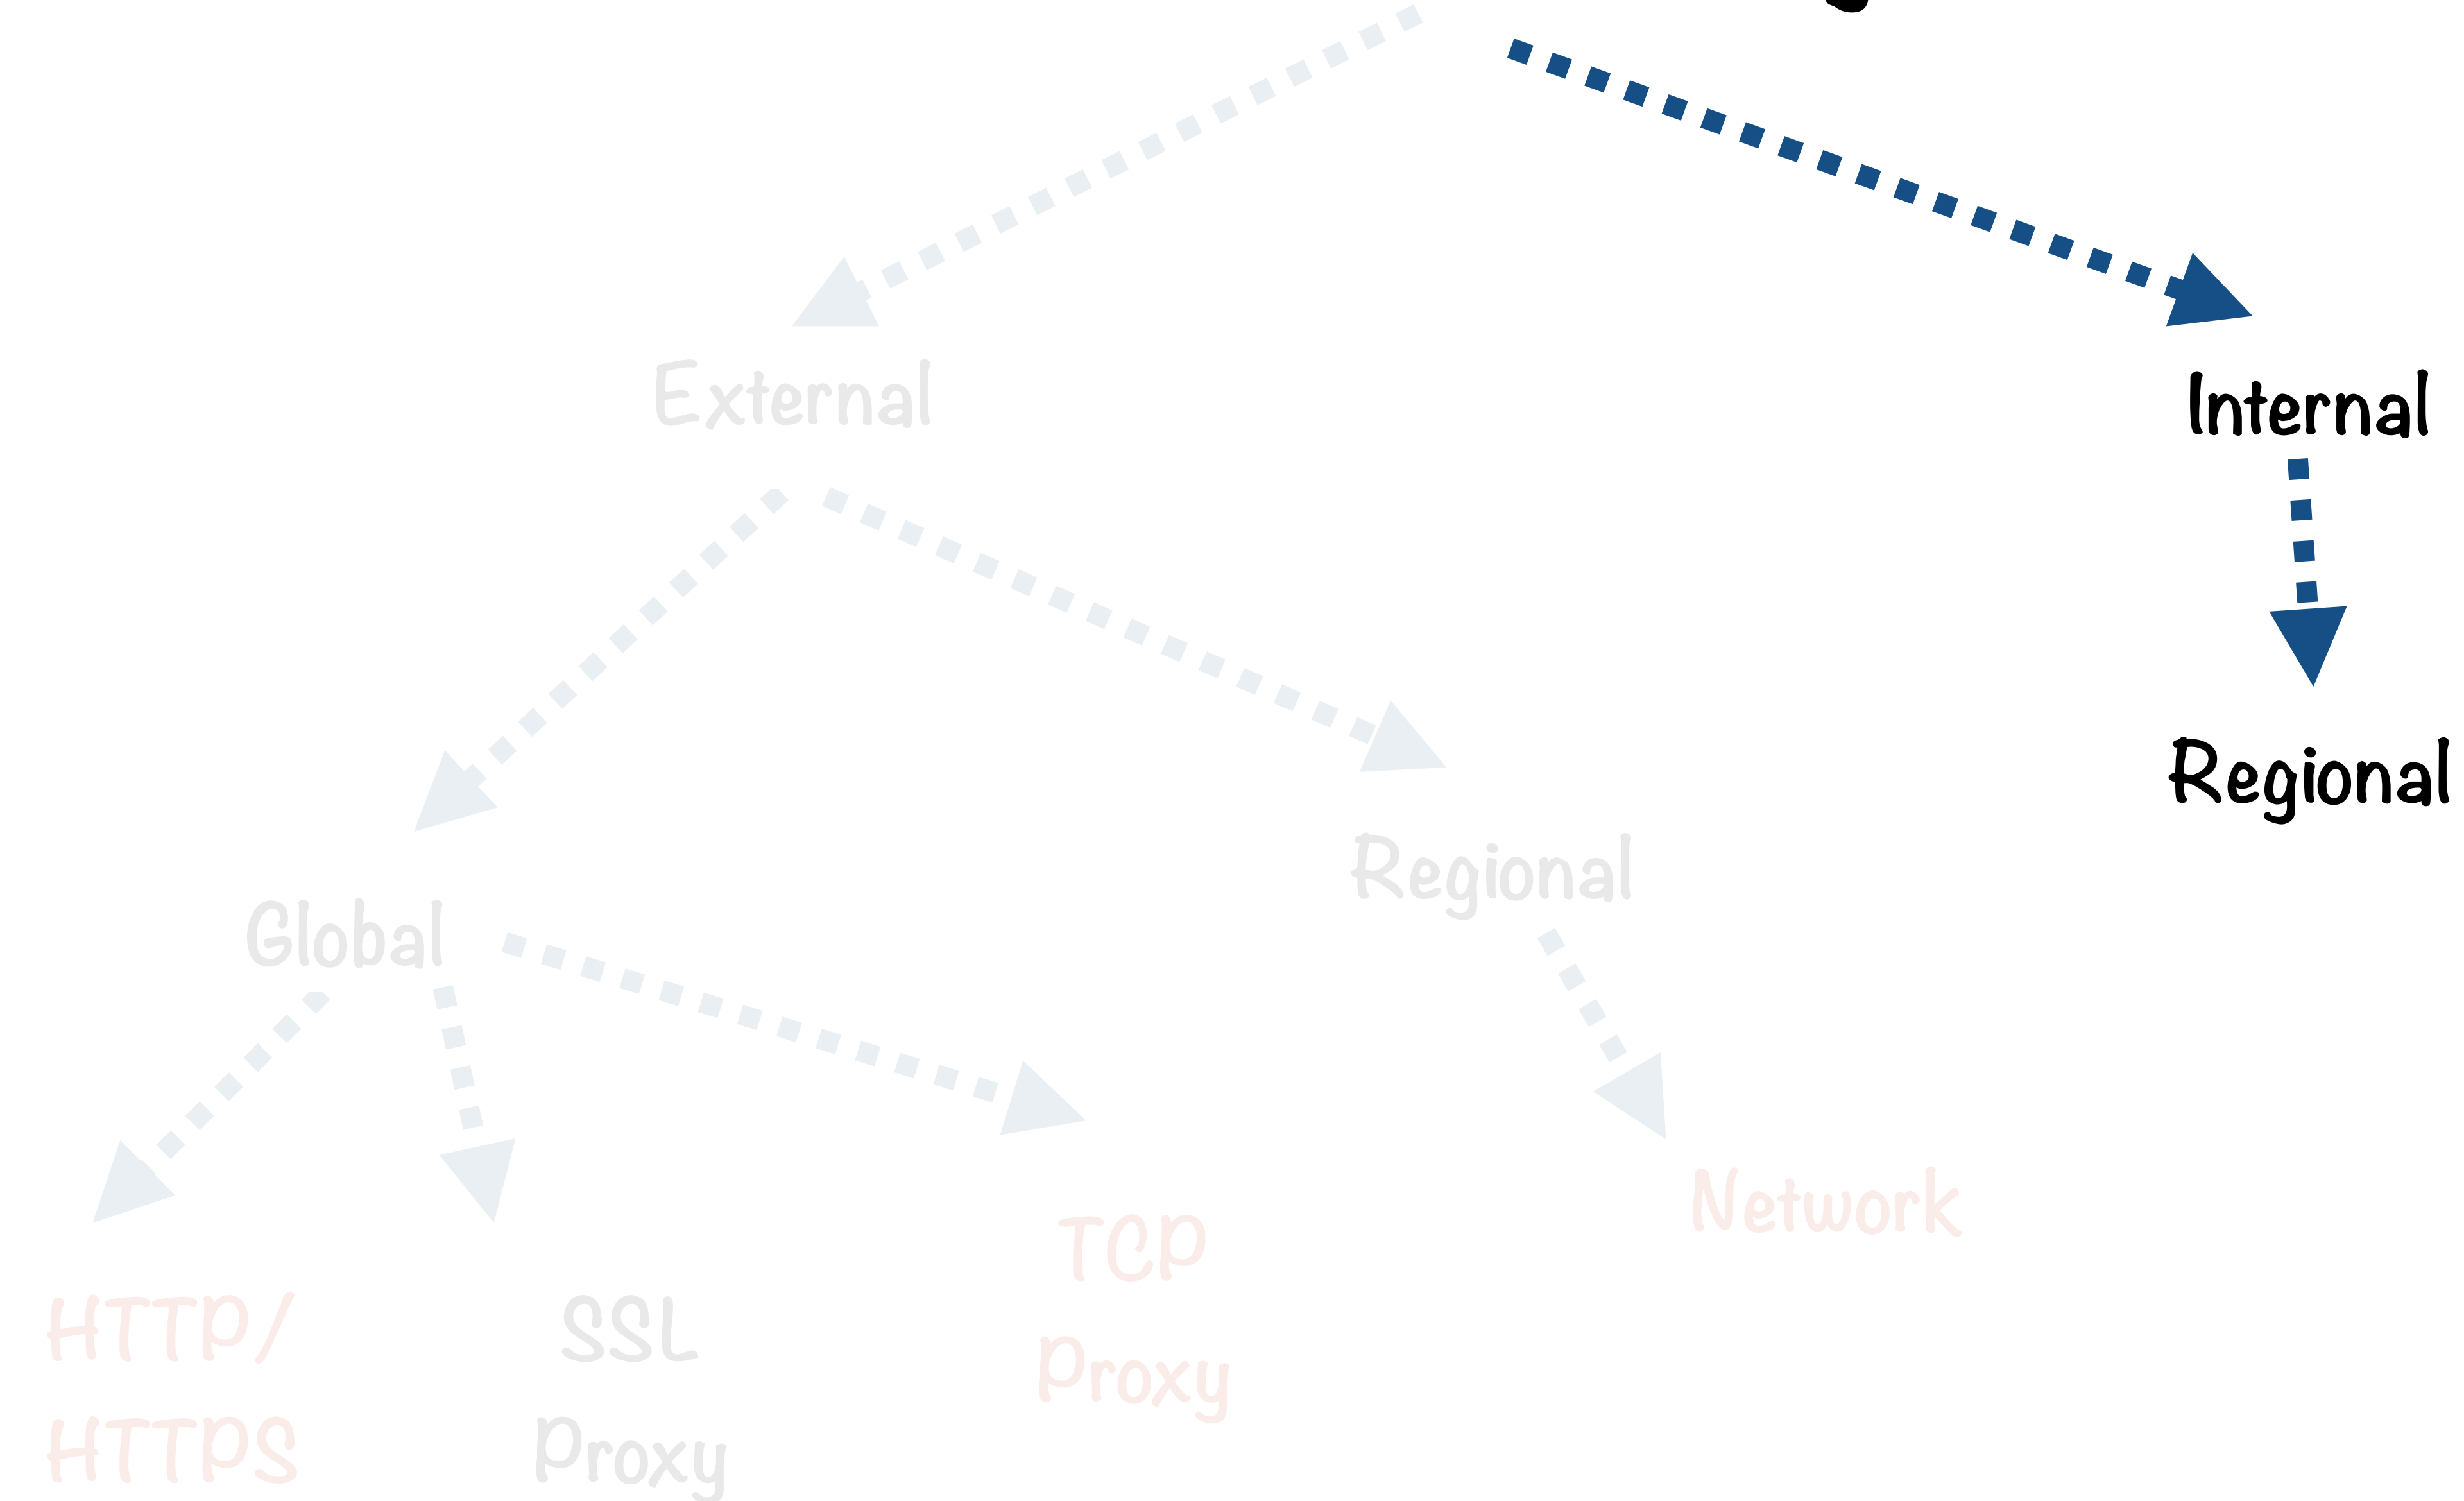 External
Internal
Regional
Regional
Global
Network
TCP
Proxy
HTTP/
HTTPS
SSL
Proxy